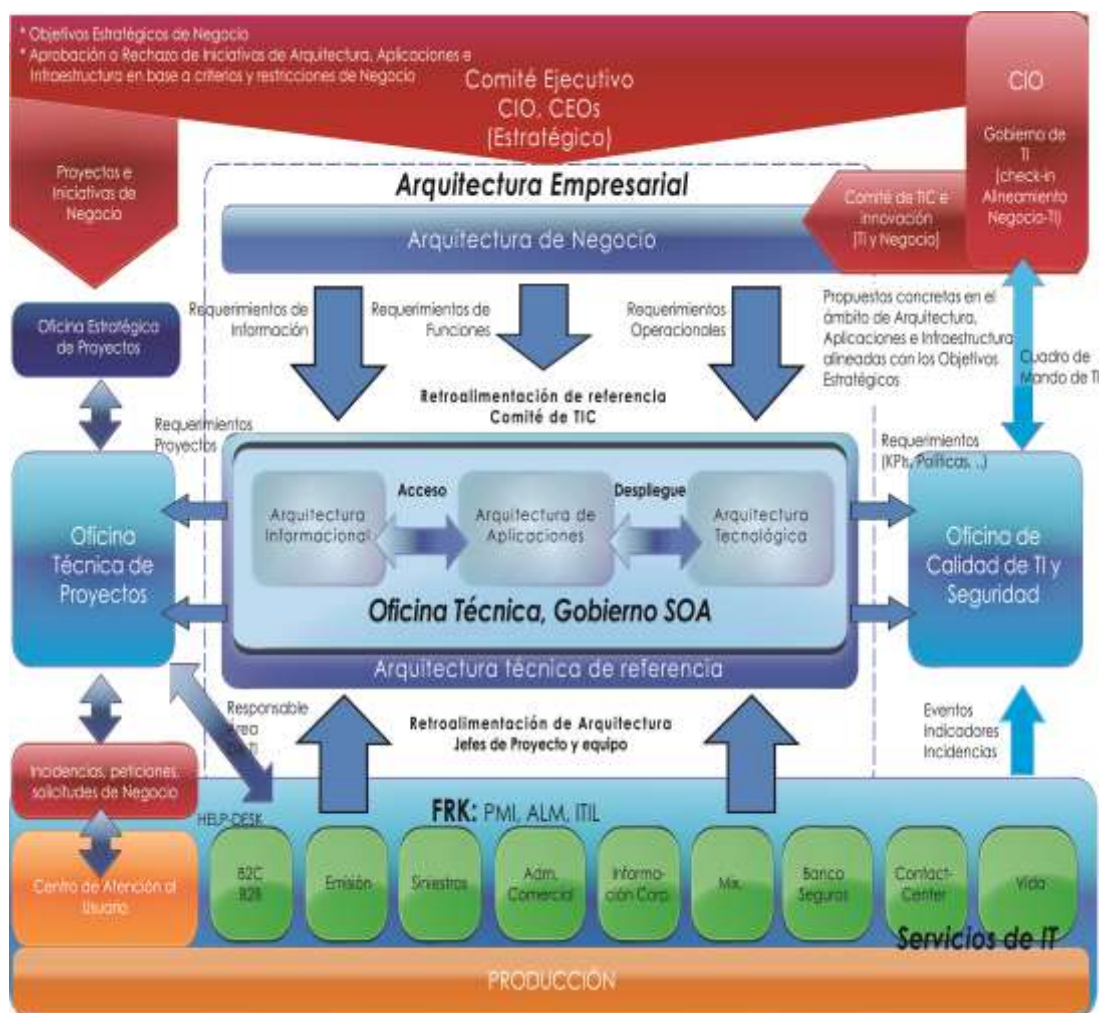 * Objetivos Estratégicos de Negocio
* Aprobación o Rechazo de Iniciativas de Arquitectura, Aplicaciones e
Infraestructura en base a criterios y restricciones de Negocio
Comité Ejecutivo
CIO, CEOs
(Estratégico)
CIO
Gobierno de
TI
(check-in
Alineamiento
Negocio-TI)
Proyectos e
Iniciativas de
Negocio
Arquitectura Empresarial
Arquitectura de Negocio
Comité de TIC e
innovación
(TI y Negocio)
Oficina Estratégica
de Proyectos
Requerimientos de
Información
Requerimientos de
Funciones
Requerimientos
Operacionales
Propuestas concretas en el
ámbito de Arquitectura,
Aplicaciones e Infraestructura
alineadas con los Objetivos
Estratégicos
Cuadro de
Mando de TI
Retroalimentación de referencia
Comité de TIC
Requerimientos
Proyectos
Requerimientos
(KPIs, Políticas, ..)
Oficina
Técnica de
Proyectos
Arquitectura
Informacional
Acceso
Arquitectura de
Aplicaciones
Despliegue
Arquitectura
Tecnológica
Oficina Técnica, Gobierno SOA
Arquitectura técnica de referencia
Oficina de
Calidad de TI y
Seguridad
Responsable
Área
TI
Retroalimentación de Arquitectura
Jefes de Proyecto y equipo
Eventos
Indicadores
Incidencias
Incidencias, peticiones,
solicitudes de Negocio
HELP-DESK
FRK: PMI, ALM, ITIL
Centro de Atención al
Usuario
B2C
B2B
Emisión
Siniestros
Adm.
Comercial
Informa-
ción Corp.
Mix.
Banco
Seguros
Contact-
Center
Vida
Servicios de IT
PRODUCCIÓN